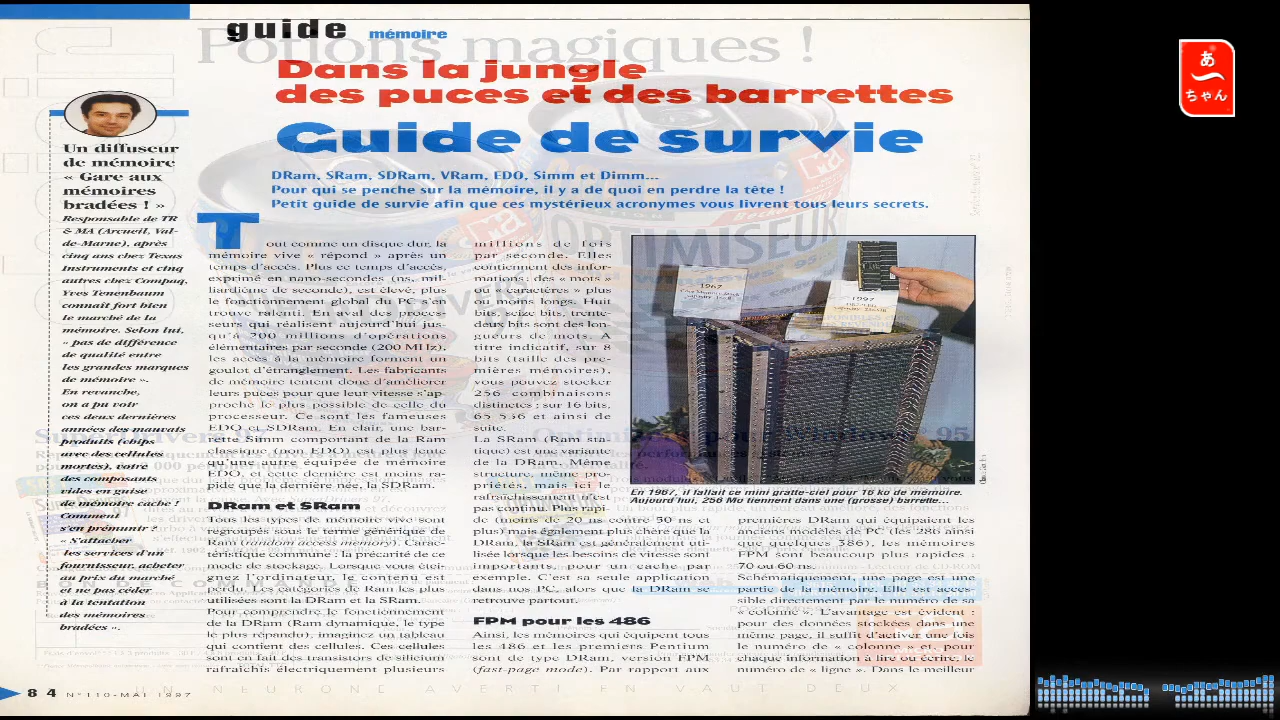 guide mémoire
Potions magiques !
Dans la jungle
des puces et des barrettes
Guide de survie
DRam, SRam, SDRam, VRam, EDO, Simm et Dimm...
Pour qui se penche sur la mémoire, il y a de quoi en perdre la tête !
Petit guide de survie afin que ces mystérieux acronymes vous livrent tous leurs secrets.
Un diffuseur
de mémoire
« Gare aux
mémoires
bradées ! »
Responsable de TR
& MA (Arcueil, Val-
de-Marne), après
cinq ans chez Texas
Instruments et cinq
autres chez Compaq,
Yves Tenenbaum
connaît fort bien
le marché de la
mémoire. Selon lui,
« pas de différence
de qualité entre
les grandes marques
de mémoire ».
En revanche,
on a pu voir
ces deux dernières
années des mauvais
produits (chips
avec des cellules
mortes), voire
des composants
vides en guise
de mémoire cache !
Comment
s'en prémunir ?
« S'attacher
les services d'un
fournisseur, acheter
au prix du marché
et ne pas céder
à la tentation
des mémoires
bradées ».
Tout comme un disque dur, la
mémoire vive « répond » après un
temps d'accès. Plus ce temps d'accès,
exprimé en nano-secondes (ns, mil-
liardième de seconde), est élevé, plus
le fonctionnement global du PC s'en
trouve ralenti. En aval des proces-
seurs qui réalisent aujourd'hui jus-
qu'à 200 millions d'opérations
élémentaires par seconde (200 MHz),
les accès à la mémoire forment un
goulot d'étranglement. Les fabricants
de mémoire tentent donc d'améliorer
leurs puces pour que leur vitesse s'ap-
proche le plus possible de celle du
processeur. Ce sont les fameuses
EDO et SDRam. En clair, une bar-
rette Simm comportant de la Ram
classique (non EDO) est plus lente
qu'une autre équipée de mémoire
EDO, et cette dernière est moins ra-
pide que la dernière née, la SDRam.
DRam et SRam
Tous les types de mémoire vive sont
regroupés sous le terme générique de
Ram (random access memory). Carac-
téristique commune : la précarité de ce
mode de stockage. Lorsque vous étei-
gnez l'ordinateur, le contenu est
perdu. Les catégories de Ram les plus
utilisées sont la DRam et la SRam.
Pour comprendre le fonctionnement
de la DRam (Ram dynamique, le type
le plus répandu), imaginez un tableau
qui contient des cellules. Ces cellules
sont en fait des transistors de silicium
rafraîchis électriquement plusieurs
millions de fois
par seconde. Elles
contiennent des infor-
mations : des « mots »
ou « caractères » plus
ou moins longs. Huit
bits, seize bits, trente-
deux bits sont des lon-
gueurs de mots. A
titre indicatif, sur 8
bits (taille des pre-
mières mémoires),
vous pouvez stocker
256 combinaisons
distinctes ; sur 16 bits,
65 536 et ainsi de
suite.
La SRam (Ram sta-
tique) est une variante
de la DRam. Même
structure, même pro-
priétés, mais ici le
rafraîchissement n'est
pas continu. Plus rapi-
de (moins de 20 ns contre 50 ns et
plus) mais également plus chère que la
DRam, la SRam est généralement uti-
lisée lorsque les besoins de vitesse sont
importants, pour un cache par
exemple. C'est sa seule application
dans nos PC, alors que la DRam se
retrouve partout.
FPM pour les 486
Ainsi, les mémoires qui équipent tous
les 486 et les premiers Pentium
sont de type DRam, version FPM
(fast-page mode). Par rapport aux
1967
1997
En 1967, il fallait ce mini gratte-ciel pour 16 ko de mémoire.
Aujourd'hui, 256 Mo tiennent dans une (grosse) barrette...
premières DRam qui équipaient les
anciens modèles de PC (les 286 ainsi
que quelques 386), les mémoires
FPM sont beaucoup plus rapides :
70 ou 60 ns.
Schématiquement, une page est une
partie de la mémoire. Elle est acces-
sible directement par le numéro de sa
« colonne ». L'avantage est évident :
pour des données stockées dans une
même page, il suffit d'activer une fois
le numéro de « colonne » et, pour
chaque information à lire ou écrire, le
numéro de « ligne ». Dans le meilleur
84 N°110-MAI 1997
UN NEURONE AVERTI EN VAUT DEUX
あ
ー
ちゃん